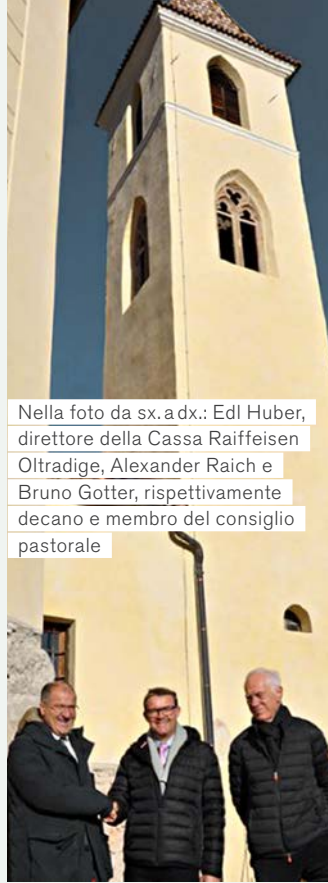 Nella foto da sx. a dx.: Edl Huber,
direttore della Cassa Raiffeisen
Oltradige, Alexander Raich e
Bruno Gotter, rispettivamente
decano e membro del consiglio
pastorale